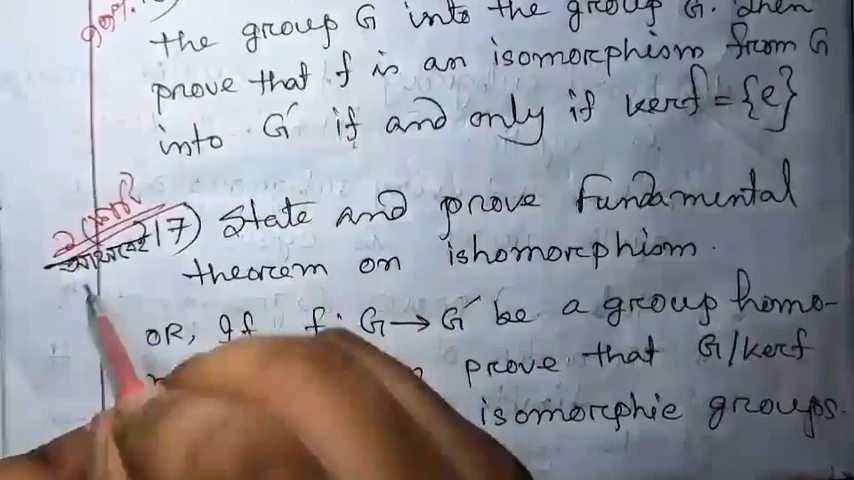 the group G into the group G. Then
prove that f is an isomorphism from G
into G' if and only if kerf = {e}
217) State and prove Fundamental
theorem on ishomorphism.
OR, If f: G→G' be a group homo-
prove that G/kerf
isomorphic groups.